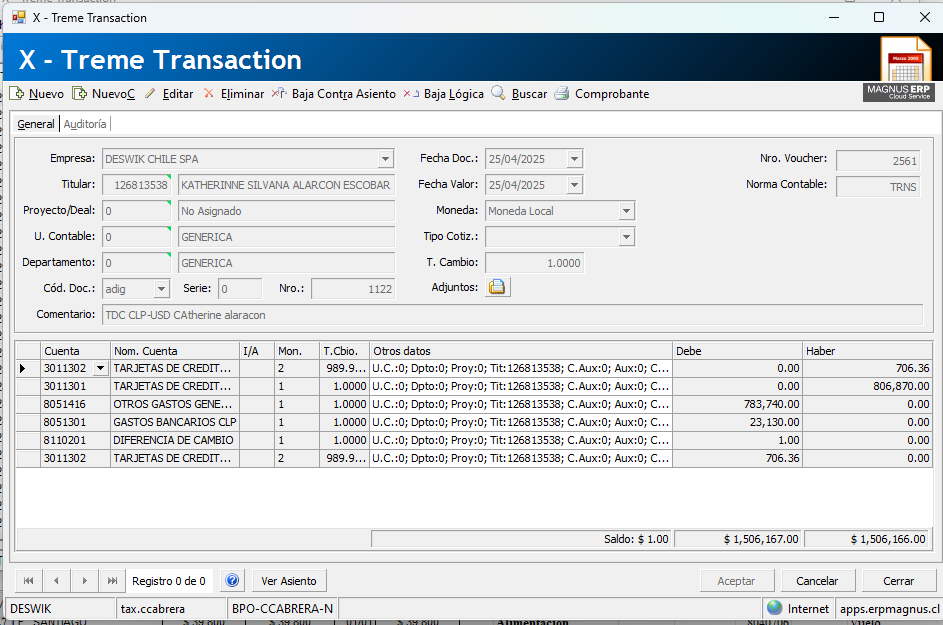 X - Treme Transaction
X - Treme Transaction
Marzo 2005
MAGNUS ERP
Cloud Service
Nuevo NuevoC Editar Eliminar Baja Contra Asiento Baja Lógica Buscar Comprobante
General Auditoría
Empresa: DESWIK CHILE SPA Fecha Doc.: 25/04/2025 Nro. Voucher: 2561
Titular: 126813538 KATHERINNE SILVANA ALARCON ESCOBAR Fecha Valor: 25/04/2025 Norma Contable: TRNS
Proyecto/Deal: 0 No Asignado Moneda: Moneda Local
U. Contable: 0 GENERICA Tipo Cotiz.:
Departamento: 0 GENERICA T. Cambio: 1.0000
Cód. Doc.: adig Serie: 0 Nro.: 1122 Adjuntos:
Comentario: TDC CLP-USD CAtherine alaracon
Cuenta Nom. Cuenta I/A Mon. T.Cbio. Otros datos Debe Haber
3011302 TARJETAS DE CREDIT... 2 989.9... U.C.:0; Dpto:0; Proy:0; Tit:126813538; C.Aux:0; Aux:0; C... 0.00 706.36
3011301 TARJETAS DE CREDIT... 1 1.0000 U.C.:0; Dpto:0; Proy:0; Tit:126813538; C.Aux:0; Aux:0; C... 0.00 806,870.00
8051416 OTROS GASTOS GENE... 1 1.0000 U.C.:0; Dpto:0; Proy:0; Tit:126813538; C.Aux:0; Aux:0; C... 783,740.00 0.00
8051301 GASTOS BANCARIOS CLP 1 1.0000 U.C.:0; Dpto:0; Proy:0; Tit:126813538; C.Aux:0; Aux:0; C... 23,130.00 0.00
8110201 DIFERENCIA DE CAMBIO 1 1.0000 U.C.:0; Dpto:0; Proy:0; Tit:126813538; C.Aux:0; Aux:0; C... 1.00 0.00
3011302 TARJETAS DE CREDIT... 2 989.9... U.C.:0; Dpto:0; Proy:0; Tit:126813538; C.Aux:0; Aux:0; C... 706.36 0.00
Saldo: $ 1.00 $ 1,506,167.00 $ 1,506,166.00
Registro 0 de 0 Ver Asiento Aceptar Cancelar Cerrar
DESWIK tax.ccabrera BPO-CCABRERA-N Internet apps.erpmagnus.cl